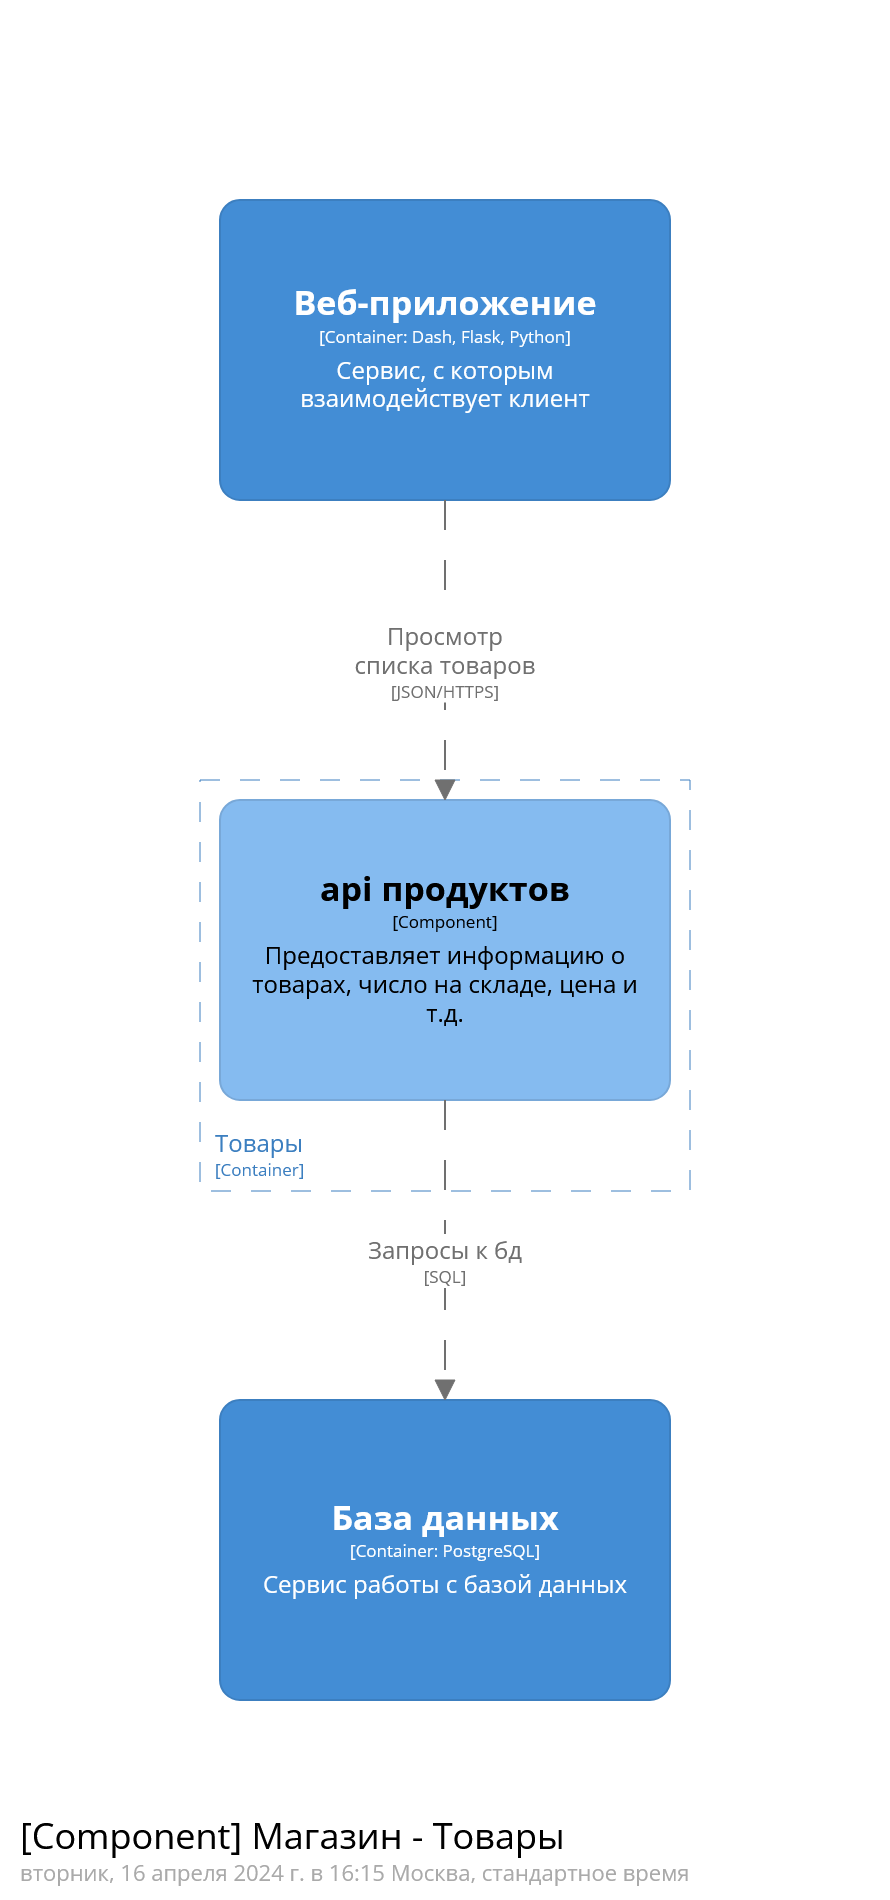 Веб-приложение
[Container: Dash, Flask, Python]
Сервис, с которым
взаимодействует клиент
Просмотр
списка товаров
[JSON/HTTPS]
api продуктов
[Component]
Предоставляет информацию о
товарах, число на складе, цена и
т.д.
Товары
[Container]
Запросы к бд
[SQL]
База данных
[Container: PostgreSQL]
Сервис работы с базой данных
[Component] Магазин - Товары
вторник, 16 апреля 2024 г. в 16:15 Москва, стандартное время